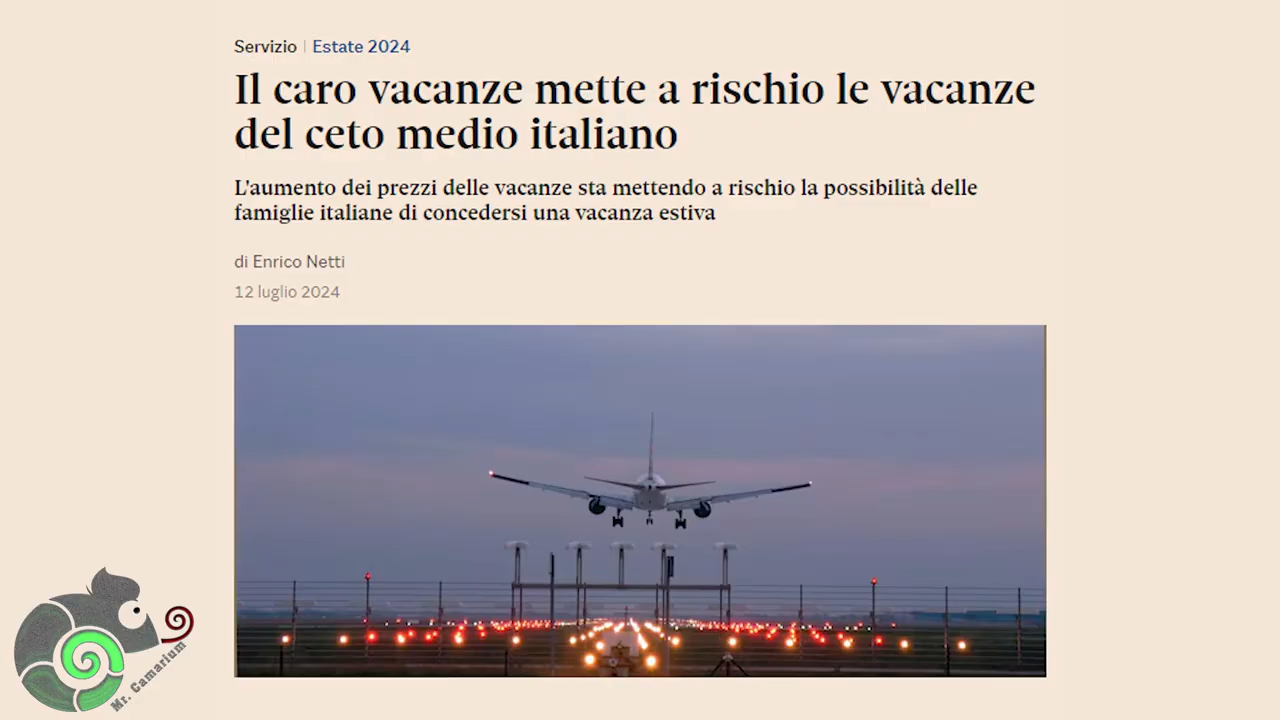 Servizio | Estate 2024
Il caro vacanze mette a rischio le vacanze
del ceto medio italiano
L'aumento dei prezzi delle vacanze sta mettendo a rischio la possibilità delle
famiglie italiane di concedersi una vacanza estiva
di Enrico Netti
12 luglio 2024
Mr. Camarium